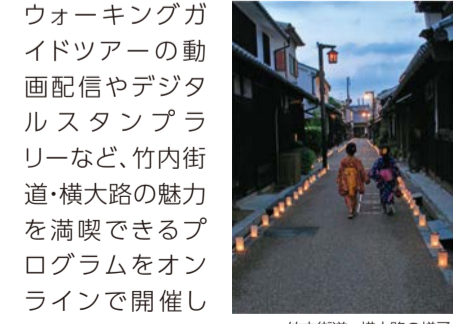 ウォーキングガ
イドツアーの動
画配信やデジタ
ルスタンプラ
リーなど、竹内街
道・横大路の魅力
を満喫できるプ
ログラムをオン
ラインで開催し